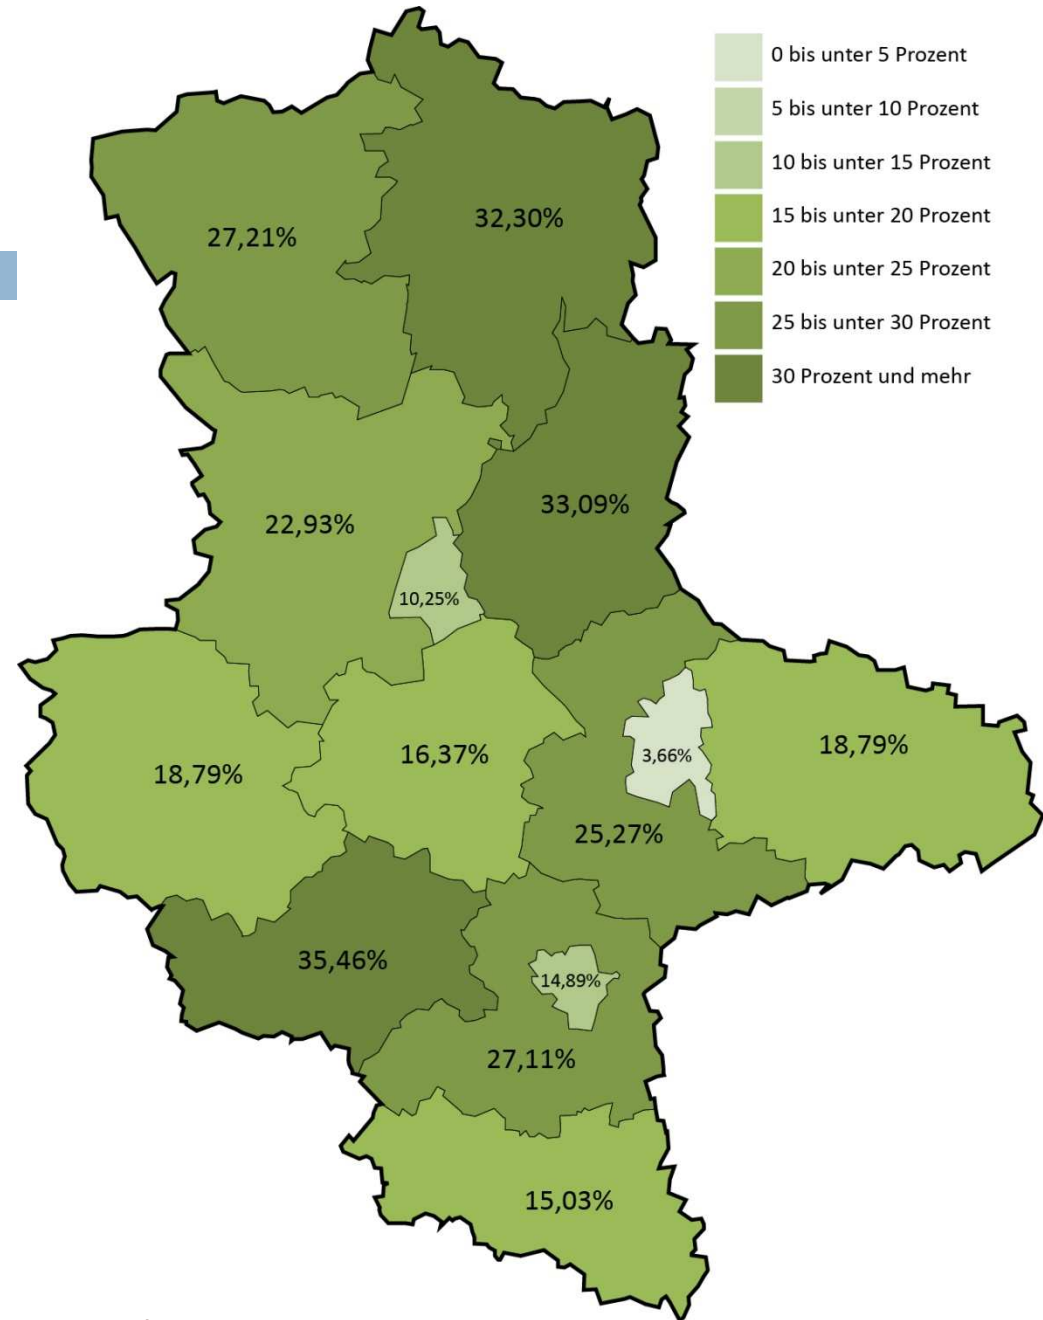 0 bis unter 5 Prozent
5 bis unter 10 Prozent
10 bis unter 15 Prozent
15 bis unter 20 Prozent
20 bis unter 25 Prozent
25 bis unter 30 Prozent
30 Prozent und mehr
32,30%
27,21%
33,09%
22,93%
10,25%
18,79%
16,37%
3,66%
18,79%
25,27%
35,46%
14,89%
27,11%
15,03%